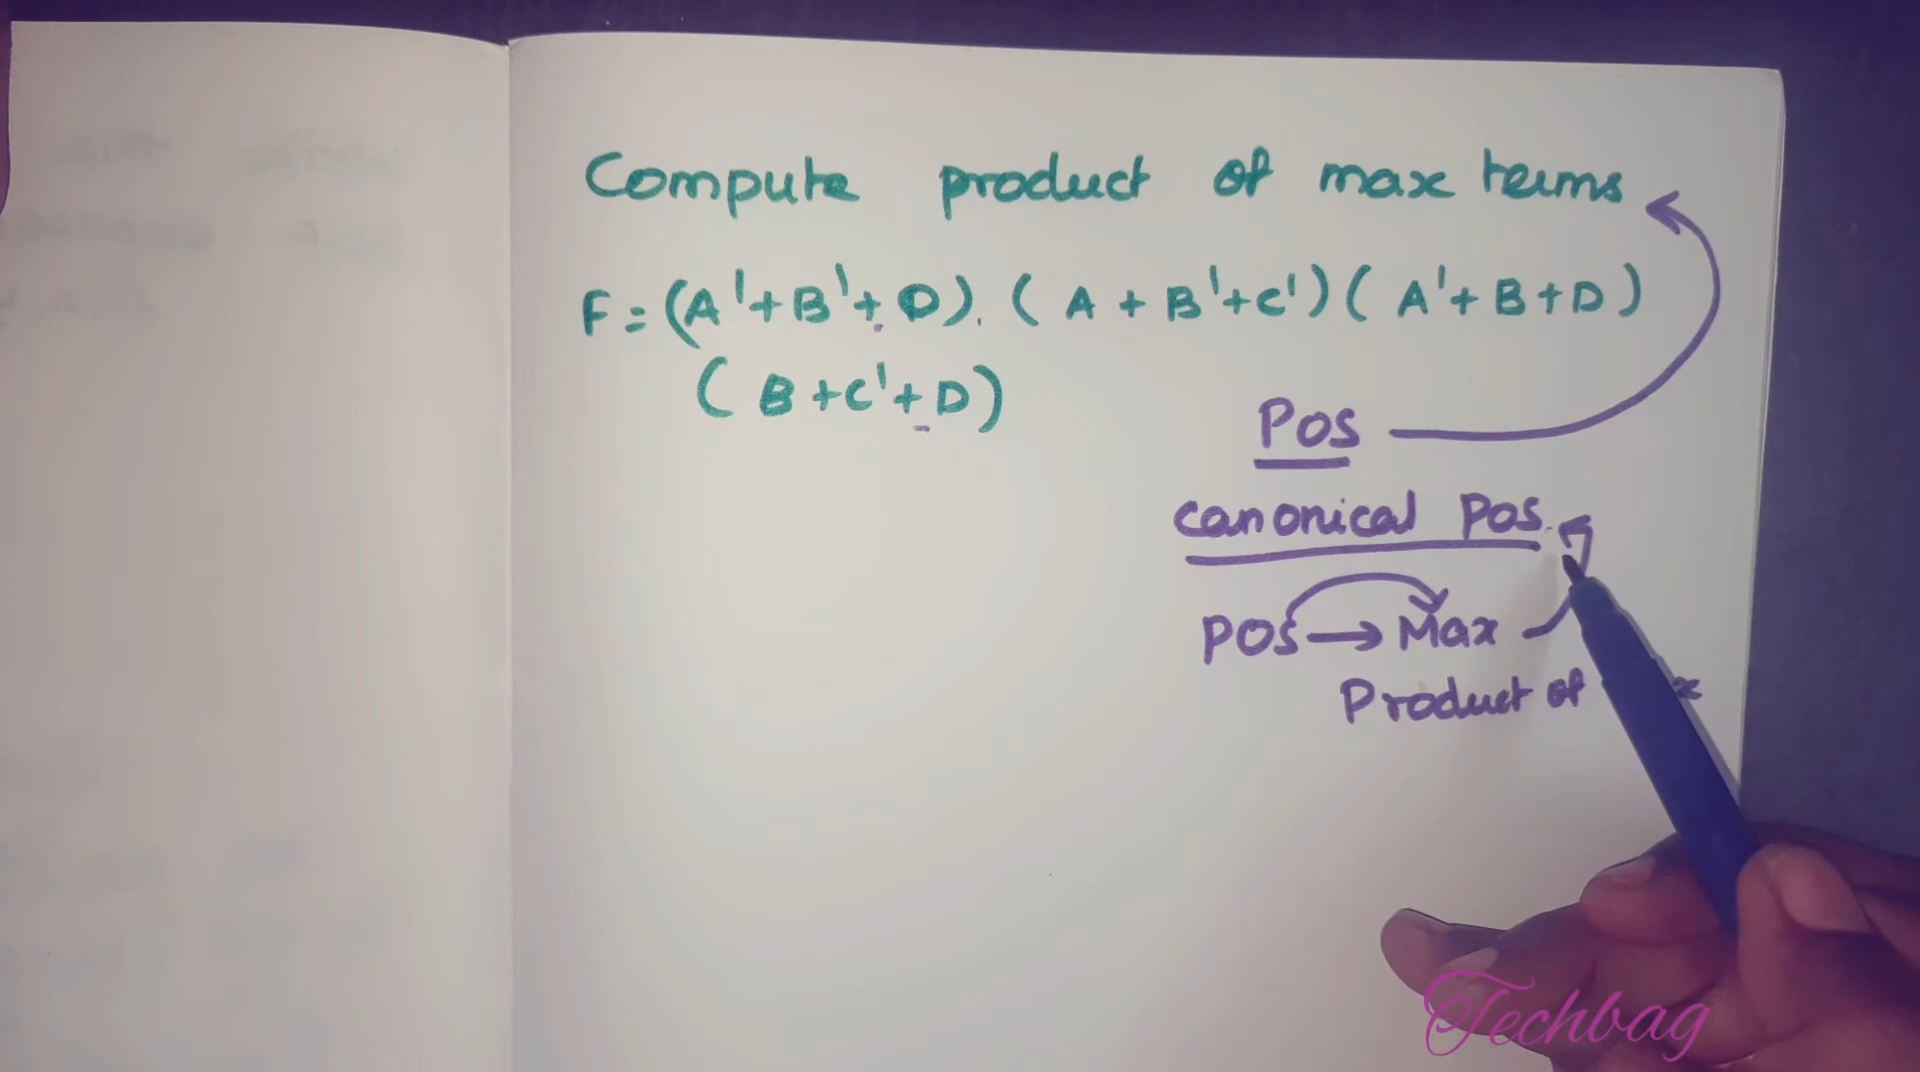 Compute product of max terms
F = (A'+B'+D). (A+B'+C')(A'+B+D)
(B+C'+D)
POS
canonical POS
POS → Max
Product of
Techbag